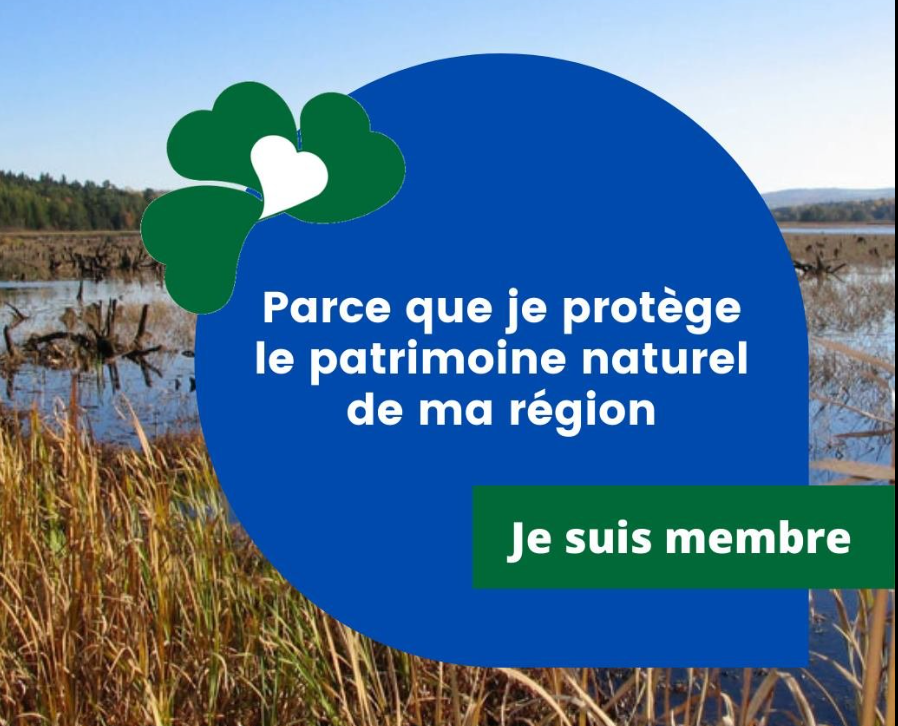 Parce que je protège
le patrimoine naturel
de ma région
Je suis membre